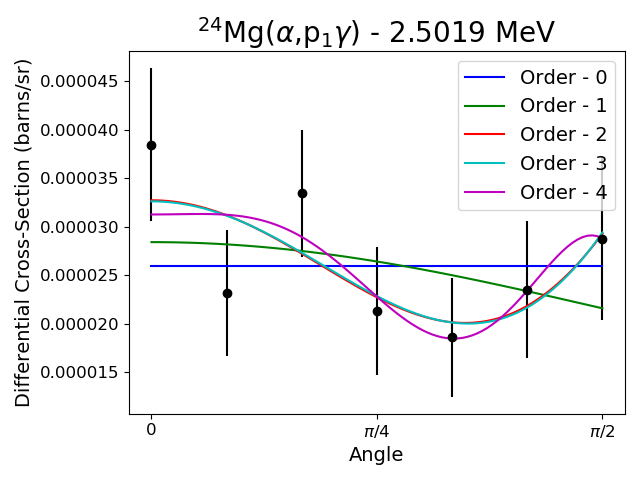 ²⁴Mg(α,p₁γ) - 2.5019 MeV
Differential Cross-Section (barns/sr)
0.000045
0.000040
0.000035
0.000030
0.000025
0.000020
0.000015
Order - 0
Order - 1
Order - 2
Order - 3
Order - 4
0
π/4
π/2
Angle